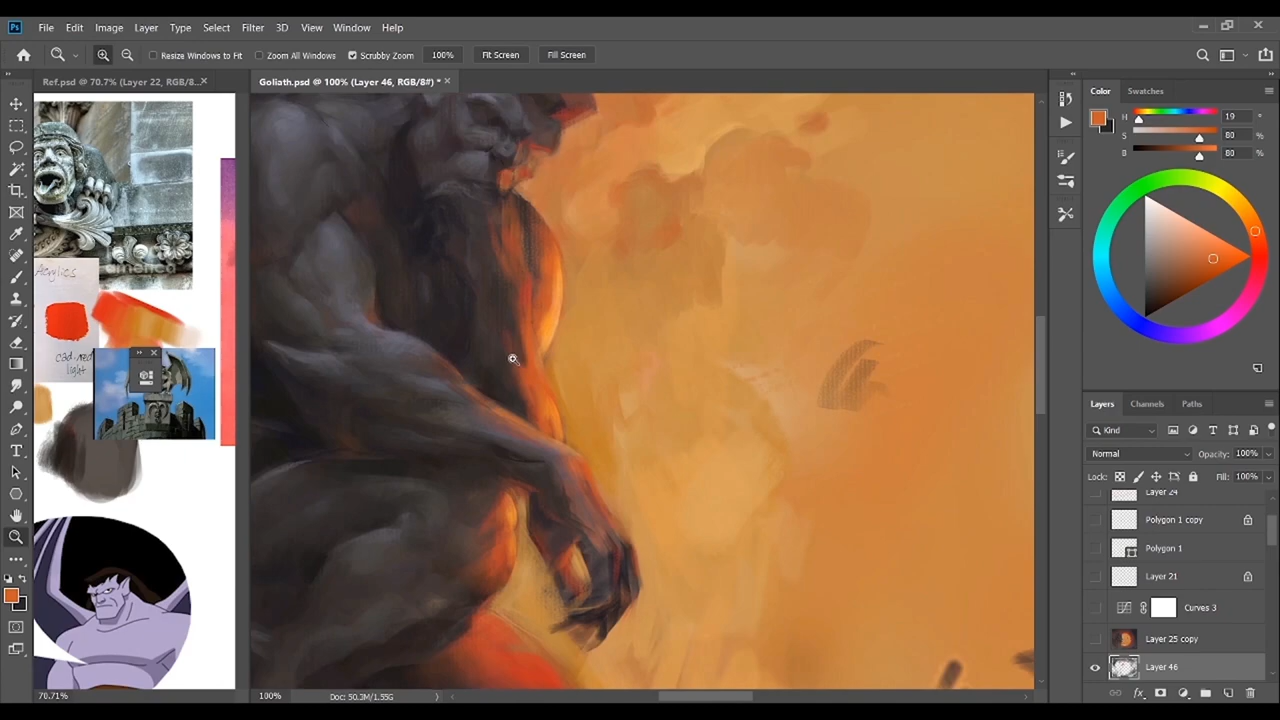 Ps File Edit Image Layer Type Select Filter 3D View Window Help
Resize Windows to Fit Zoom All Windows Scrubby Zoom 100% Fit Screen Fill Screen
Ref.psd @ 70.7% (Layer 22, RGB/8... Goliath.psd @ 100% (Layer 46, RGB/8#) *
Color Swatches
H 19
S 80 %
B 80 %
america
Acrylics
cad-red
light
Layers Channels Paths
Kind
Normal Opacity: 100%
Lock: Fill: 100%
Layer 24
Polygon 1 copy
Polygon 1
Layer 21
Curves 3
Layer 25 copy
Layer 46
70.71% 100% Doc: 50.3M/1.55G
fx